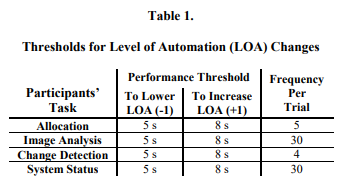 Table 1.
Thresholds for Level of Automation (LOA) Changes
Participants' Task Performance Threshold Frequency Per Trial
To Lower LOA (-1) To Increase LOA (+1)
Allocation 5 s 8 s 5
Image Analysis 5 s 8 s 30
Change Detection 5 s 8 s 4
System Status 5 s 8 s 30